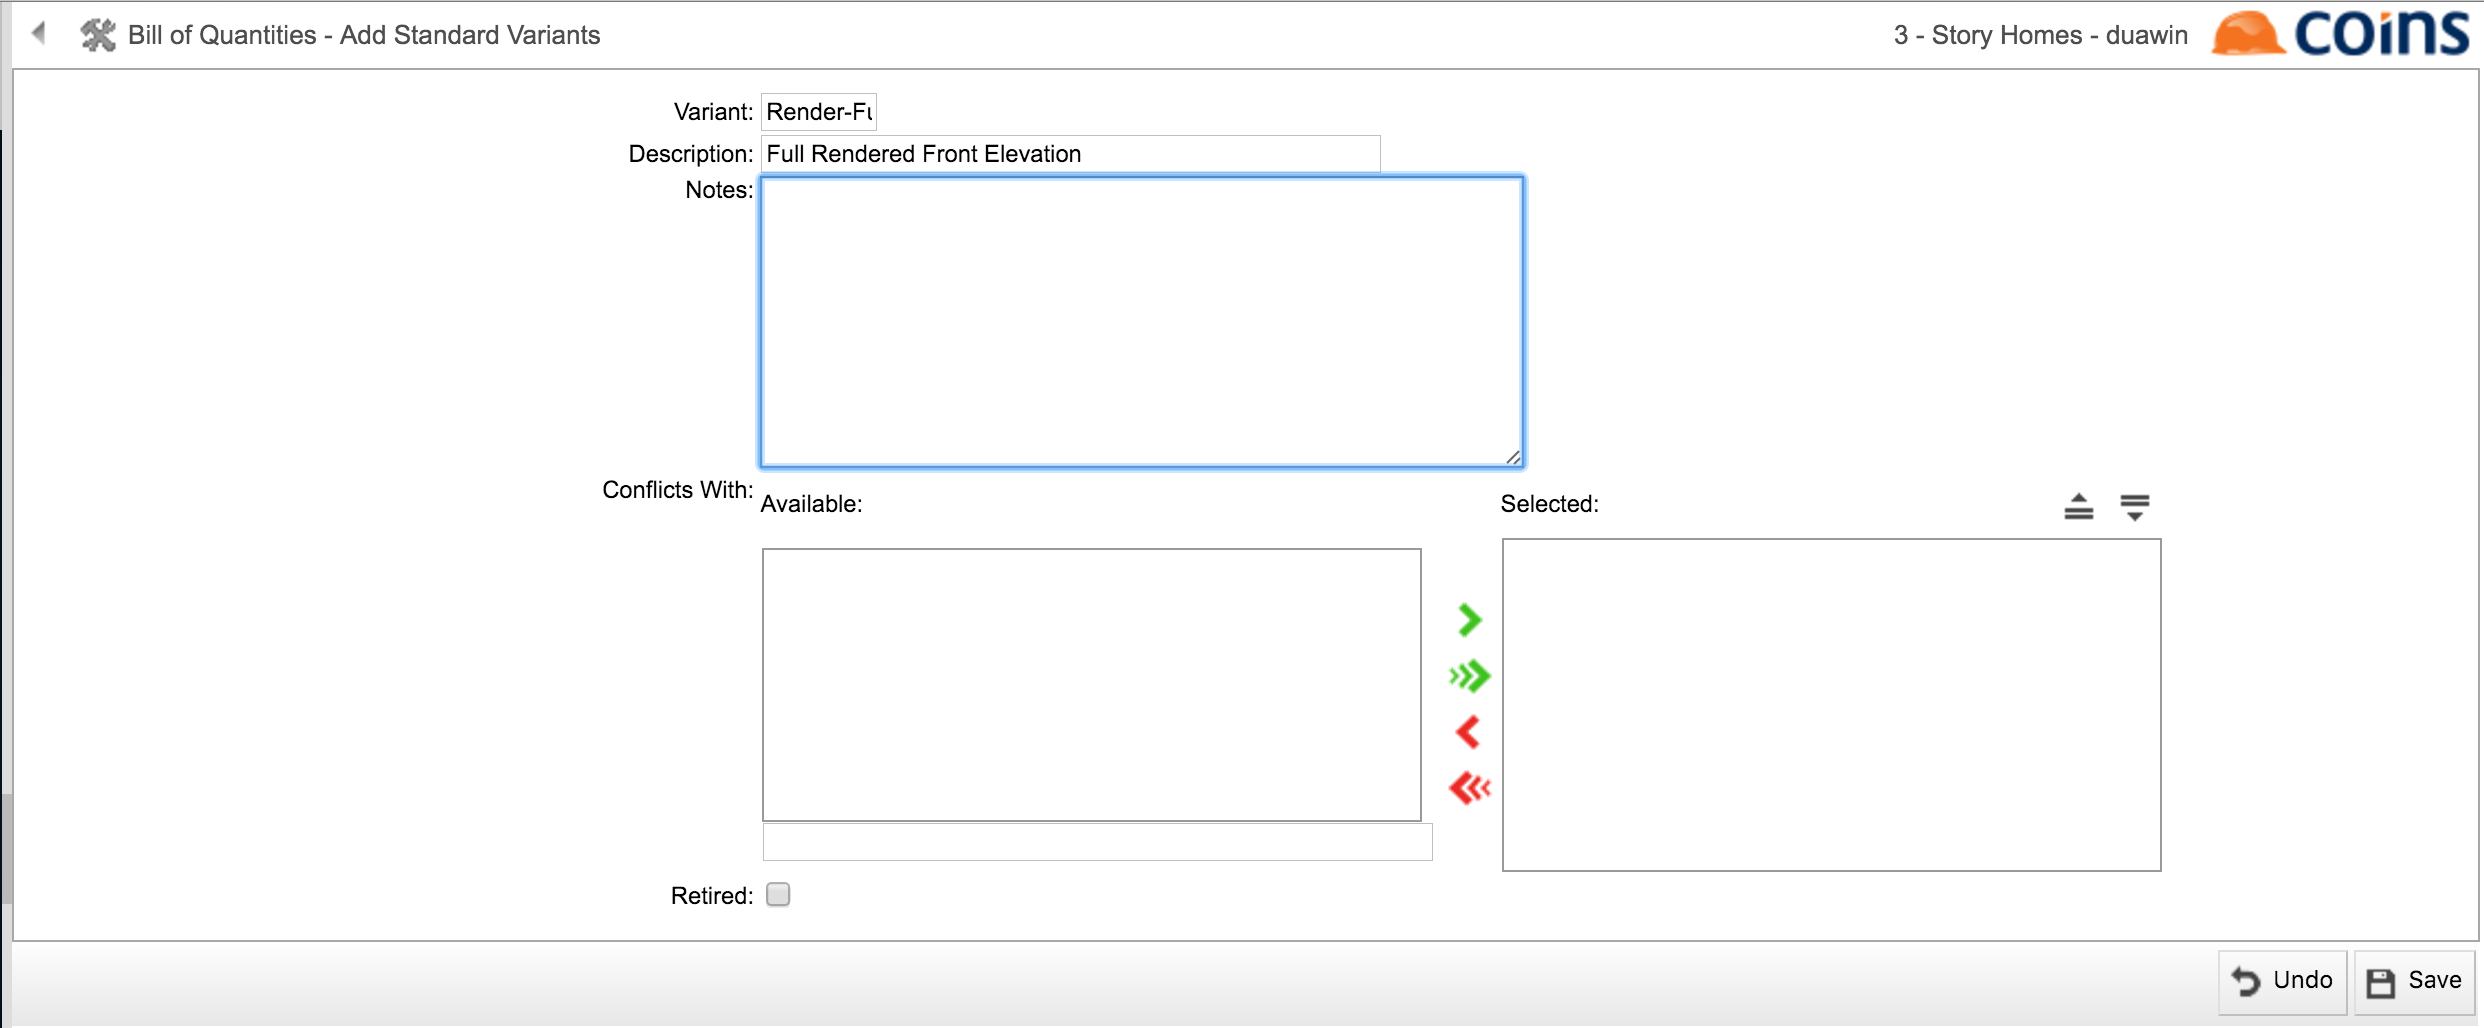 Bill of Quantities - Add Standard Variants
3 - Story Homes - duawin
coins
Variant: Render-Fu
Description: Full Rendered Front Elevation
Notes:
Conflicts With:
Available:
Selected:
Retired:
Undo
Save